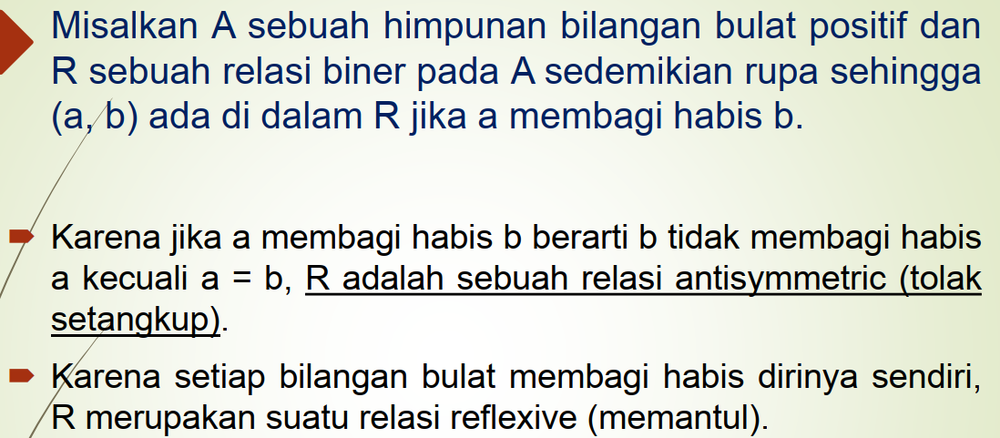 Misalkan A sebuah himpunan bilangan bulat positif dan
R sebuah relasi biner pada A sedemikian rupa sehingga
(a, b) ada di dalam R jika a membagi habis b.
Karena jika a membagi habis b berarti b tidak membagi habis
a kecuali a = b, R adalah sebuah relasi antisymmetric (tolak
setangkup).
Karena setiap bilangan bulat membagi habis dirinya sendiri,
R merupakan suatu relasi reflexive (memantul).